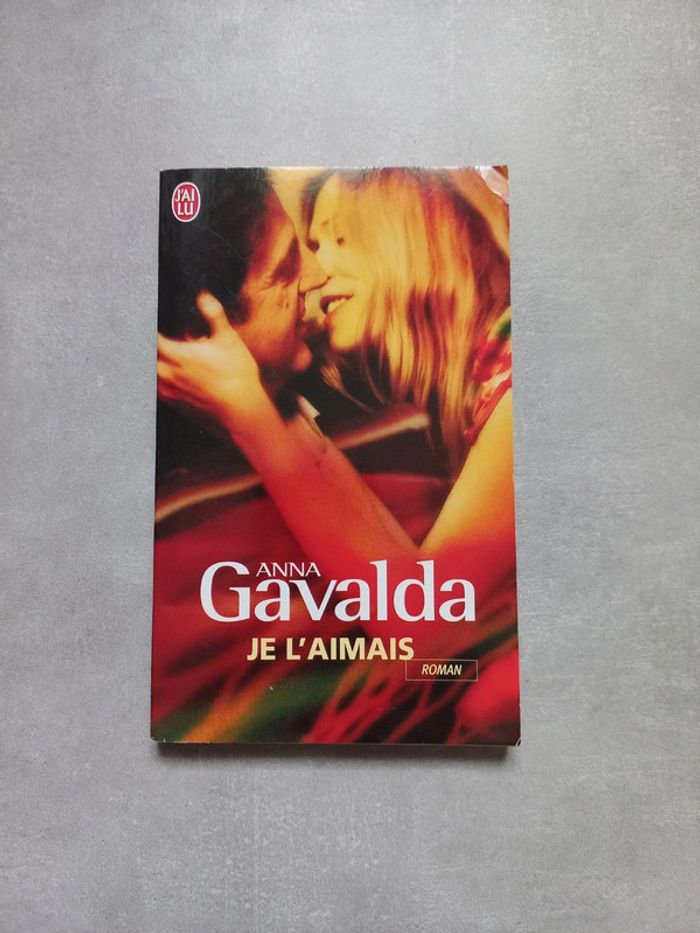 J'AI
LU
ANNA
Gavalda
JE L'AIMAIS
ROMAN